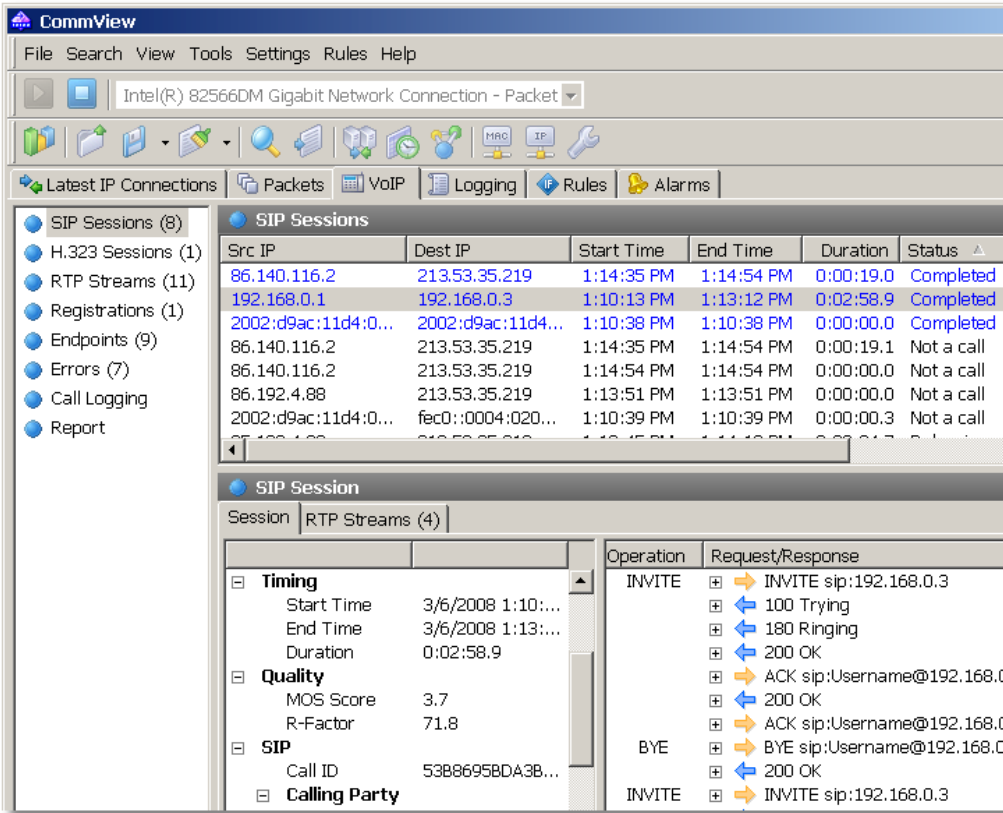 CommView
File Search View Tools Settings Rules Help
Intel(R) 82566DM Gigabit Network Connection - Packet
MAC IP
Latest IP Connections Packets VoIP Logging Rules Alarms
SIP Sessions (8)
H.323 Sessions (1)
RTP Streams (11)
Registrations (1)
Endpoints (9)
Errors (7)
Call Logging
Report
SIP Sessions
Src IP Dest IP Start Time End Time Duration Status
86.140.116.2 213.53.35.219 1:14:35 PM 1:14:54 PM 0:00:19.0 Completed
192.168.0.1 192.168.0.3 1:10:13 PM 1:13:12 PM 0:02:58.9 Completed
2002:d9ac:11d4:0... 2002:d9ac:11d4... 1:10:38 PM 1:10:38 PM 0:00:00.0 Completed
86.140.116.2 213.53.35.219 1:14:35 PM 1:14:54 PM 0:00:19.1 Not a call
86.140.116.2 213.53.35.219 1:14:54 PM 1:14:54 PM 0:00:00.0 Not a call
86.192.4.88 213.53.35.219 1:13:51 PM 1:13:51 PM 0:00:00.0 Not a call
2002:d9ac:11d4:0... fec0::0004:020... 1:10:39 PM 1:10:39 PM 0:00:00.3 Not a call
SIP Session
Session RTP Streams (4)
Timing
Start Time 3/6/2008 1:10:...
End Time 3/6/2008 1:13:...
Duration 0:02:58.9
Quality
MOS Score 3.7
R-Factor 71.8
SIP
Call ID 53B8695BDA3B...
Calling Party
Operation Request/Response
INVITE INVITE sip:192.168.0.3
100 Trying
180 Ringing
200 OK
ACK sip:Username@192.168.0
200 OK
ACK sip:Username@192.168.0
BYE BYE sip:Username@192.168.0
200 OK
INVITE INVITE sip:192.168.0.3